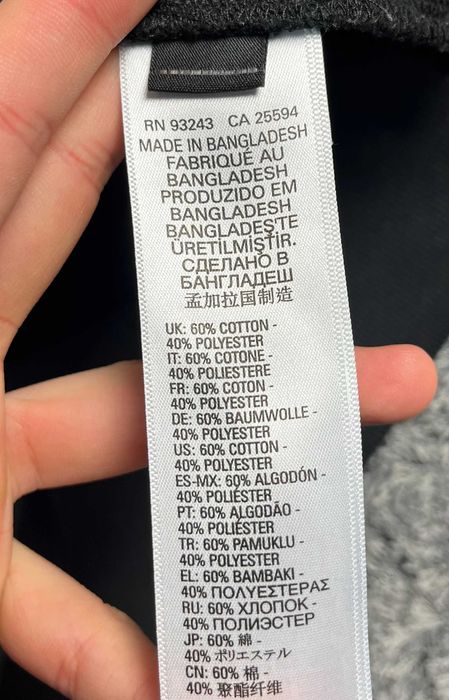 RN 93243 CA 25594
MADE IN BANGLADESH
FABRIQUÉ AU
BANGLADESH
PRODUZIDO EM
BANGLADESH
BANGLADEŞ'TE
ÜRETİLMİŞTİR.
СДЕЛАНО В
БАНГЛАДЕШ
孟加拉国制造
UK: 60% COTTON -
40% POLYESTER
IT: 60% COTONE -
40% POLIESTERE
FR: 60% COTON -
40% POLYESTER
DE: 60% BAUMWOLLE -
40% POLYESTER
US: 60% COTTON -
40% POLYESTER
ES-MX: 60% ALGODÓN -
40% POLIÉSTER
PT: 60% ALGODÃO -
40% POLIÉSTER
TR: 60% PAMUKLU -
40% POLYESTER
EL: 60% ΒΑΜΒΑΚΙ -
40% ΠΟΛΥΕΣΤΕΡΑΣ
RU: 60% ХЛОПОК -
40% ПОЛИЭСТЕР
JP: 60% 綿 -
40% ポリエステル
CN: 60% 棉 -
40% 聚酯纤维